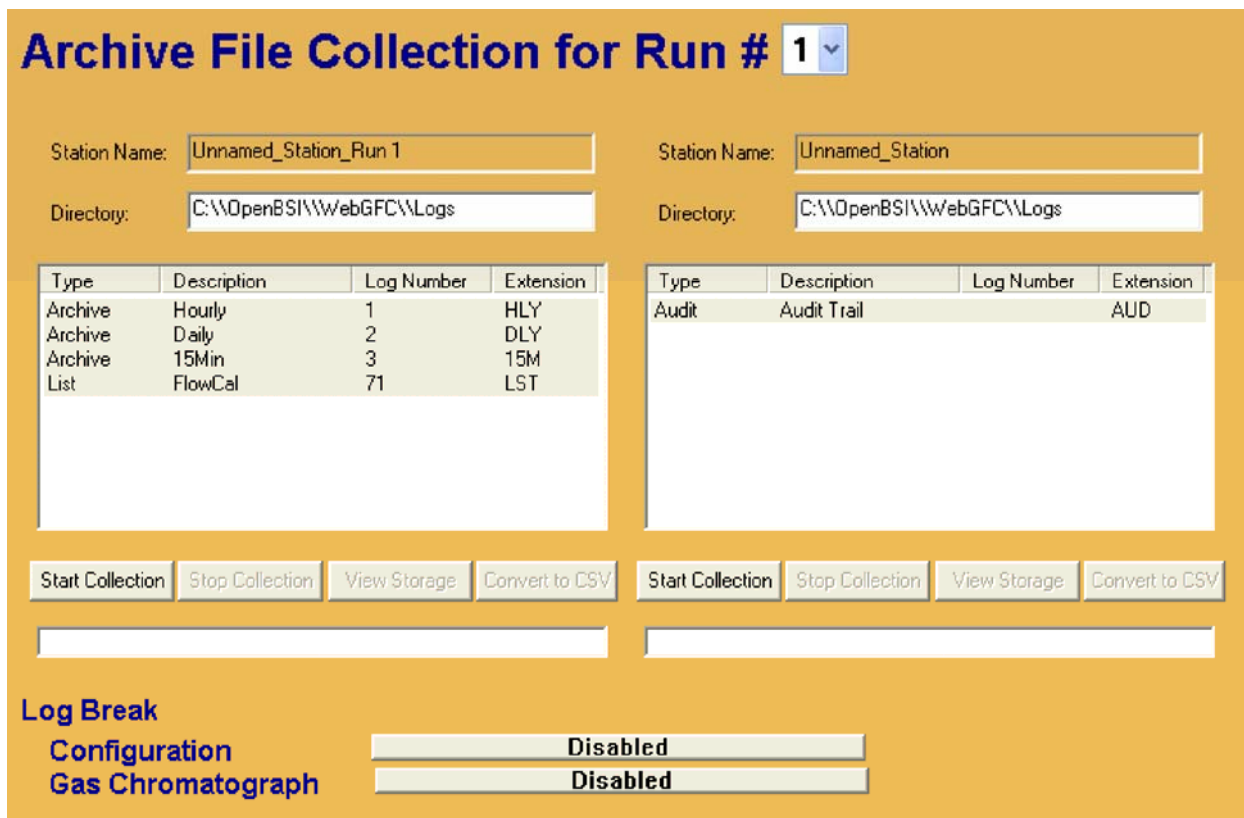 Archive File Collection for Run # 1
Station Name: Unnamed_Station_Run 1
Directory: C:\\OpenBSI\\WebGFC\\Logs
Type Description Log Number Extension
Archive Hourly 1 HLY
Archive Daily 2 DLY
Archive 15Min 3 15M
List FlowCal 71 LST
Start Collection Stop Collection View Storage Convert to CSV
Station Name: Unnamed_Station
Directory: C:\\OpenBSI\\WebGFC\\Logs
Type Description Log Number Extension
Audit Audit Trail AUD
Start Collection Stop Collection View Storage Convert to CSV
Log Break
Configuration Disabled
Gas Chromatograph Disabled